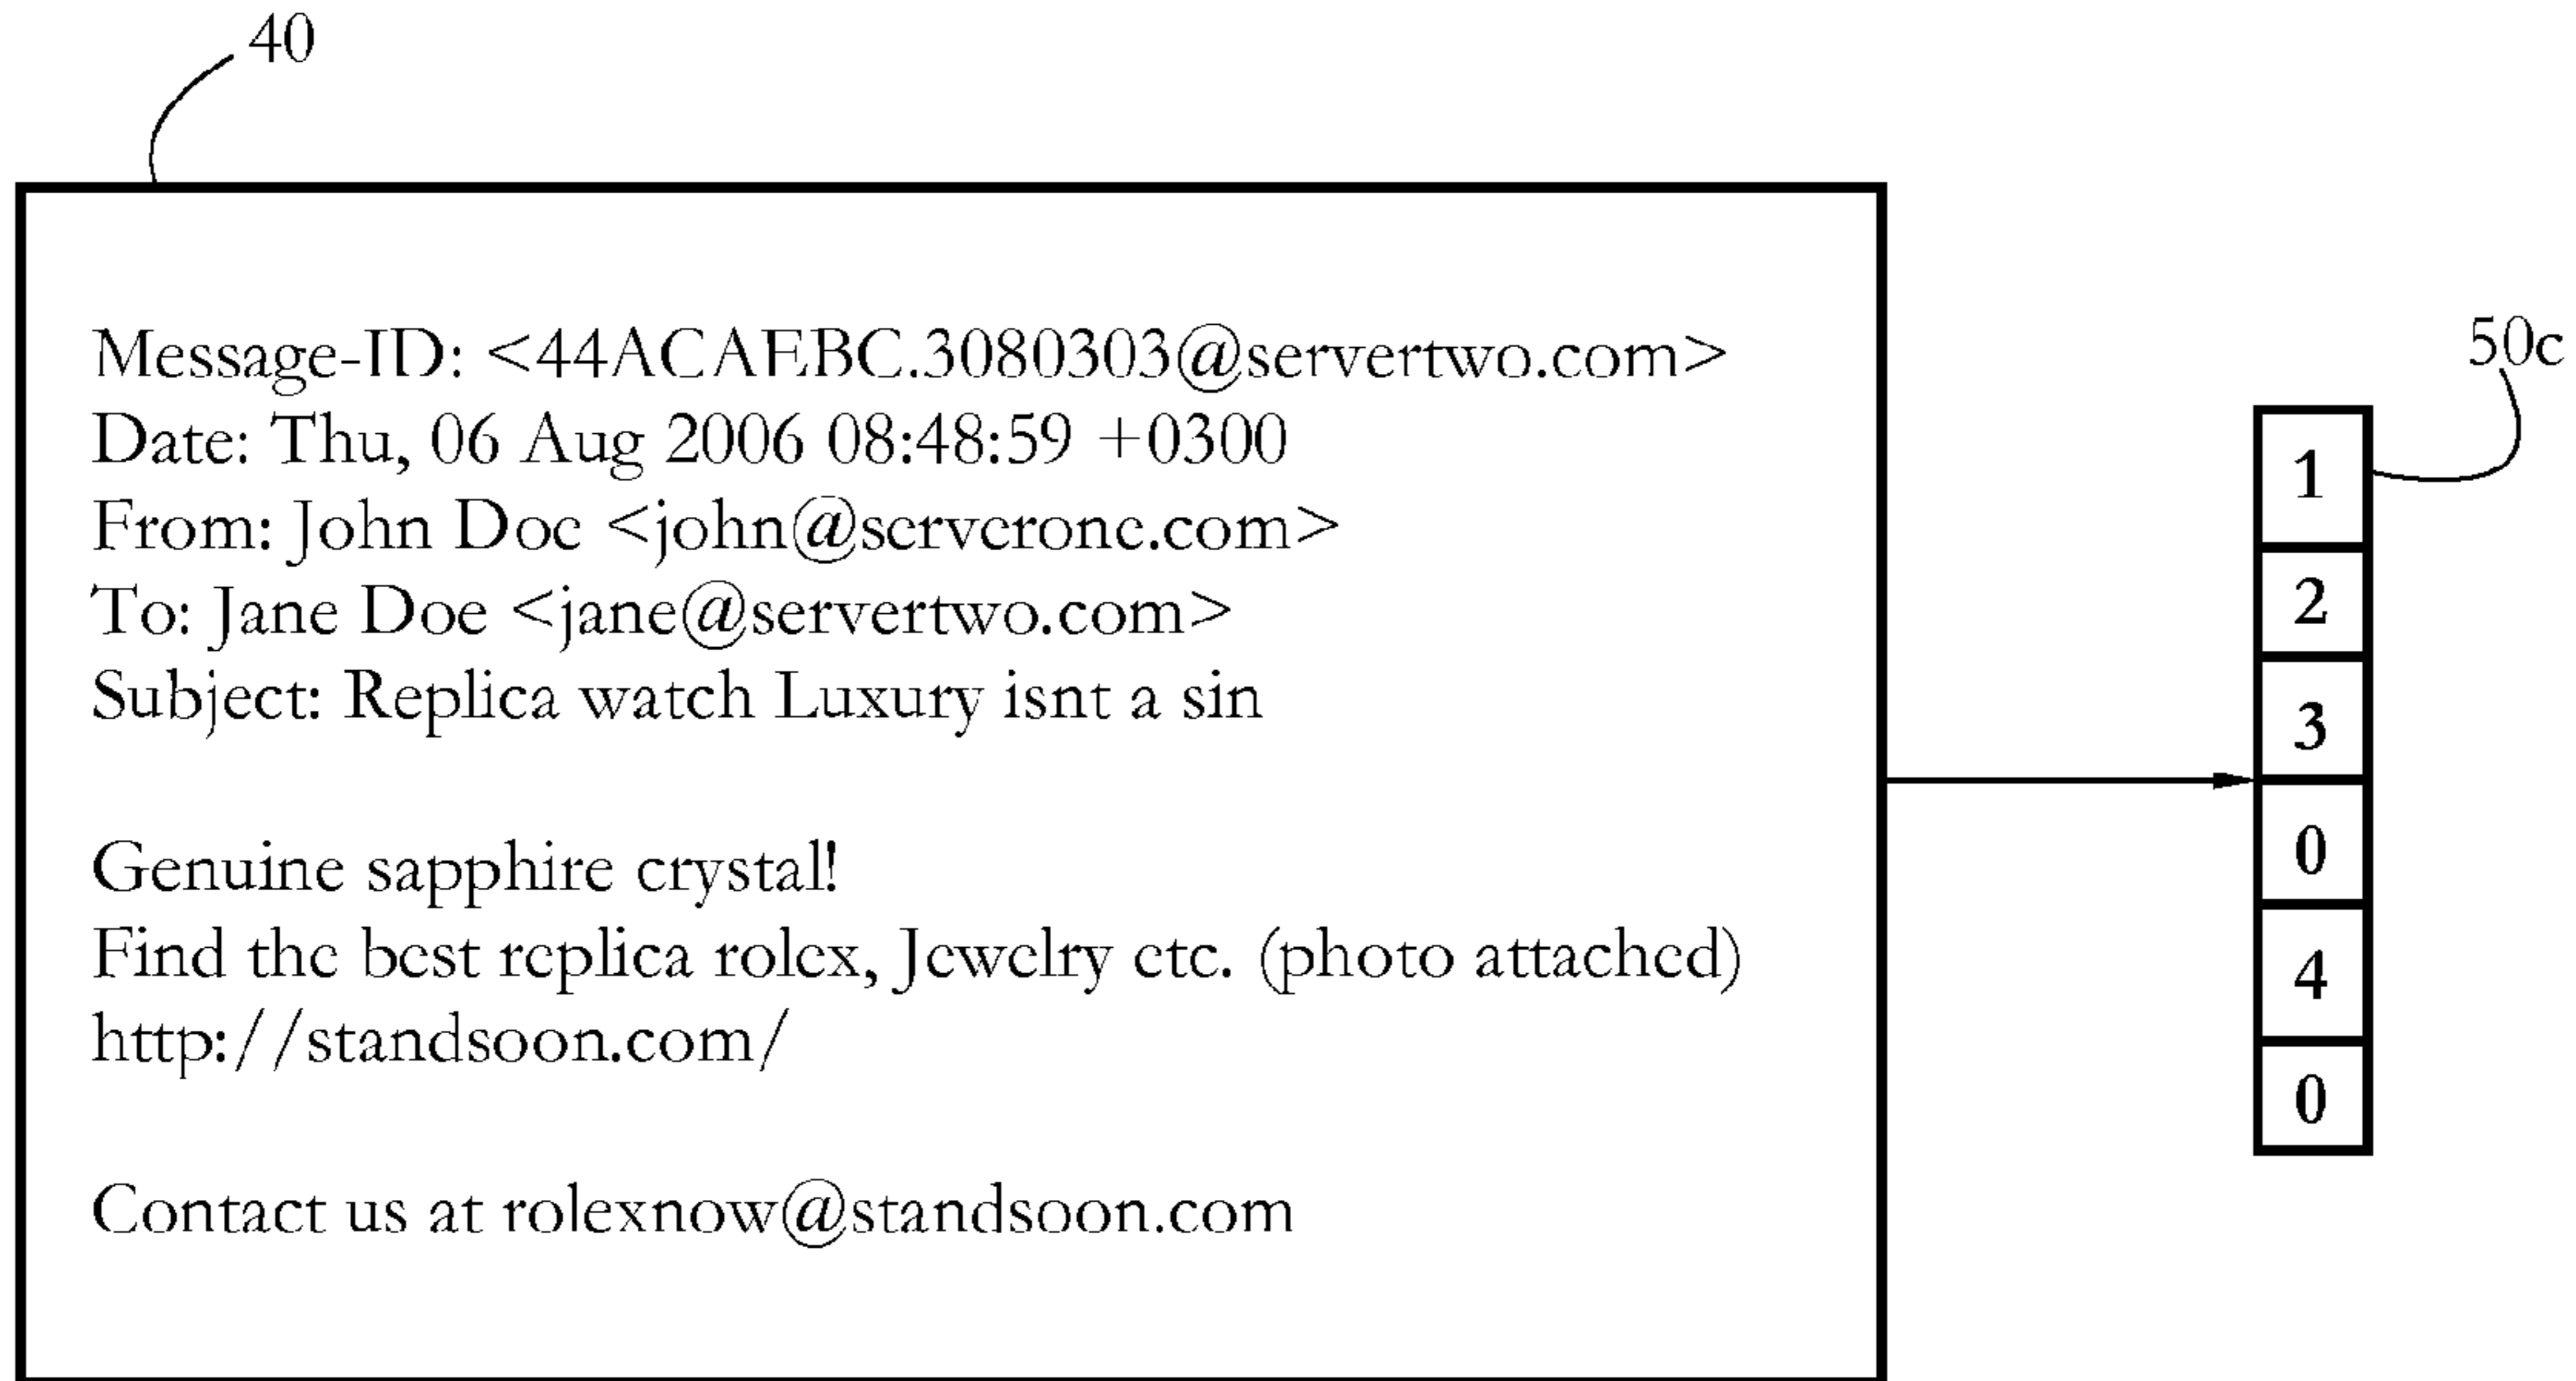 40
Message-ID: <44ACAEBC.3080303@servertwo.com>
Date: Thu, 06 Aug 2006 08:48:59 +0300
From: John Doe <john@serverone.com>
To: Jane Doe <jane@servertwo.com>
Subject: Replica watch Luxury isnt a sin
Genuine sapphire crystal!
Find the best replica rolex, Jewelry etc. (photo attached)
http://standsoon.com/
Contact us at rolexnow@standsoon.com
50c
1
2
3
0
4
0